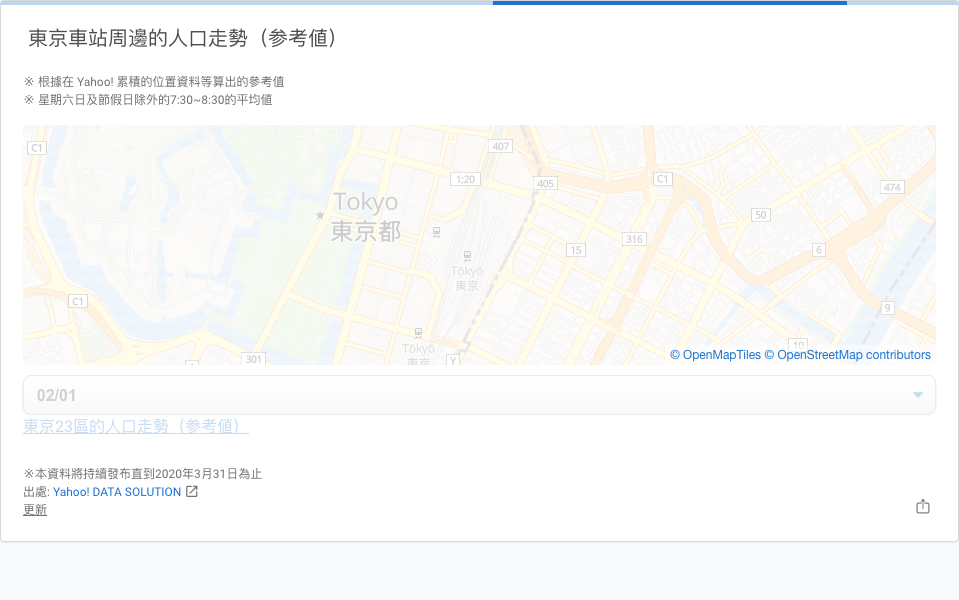 東京車站周邊的人口走勢（参考値）
※ 根據在 Yahoo! 累積的位置資料等算出的參考值
※ 星期六日及節假日除外的7:30~8:30的平均值
C1
407
1;20
405
C1
474
Tokyo
東京都
50
316
15
6
Tōkyō
東京
C1
9
10
Tōkyō
東京
301
1
Y
© OpenMapTiles © OpenStreetMap contributors
02/01
東京23區的人口走勢（参考値）
※本資料將持續發布直到2020年3月31日為止
出處: Yahoo! DATA SOLUTION
更新